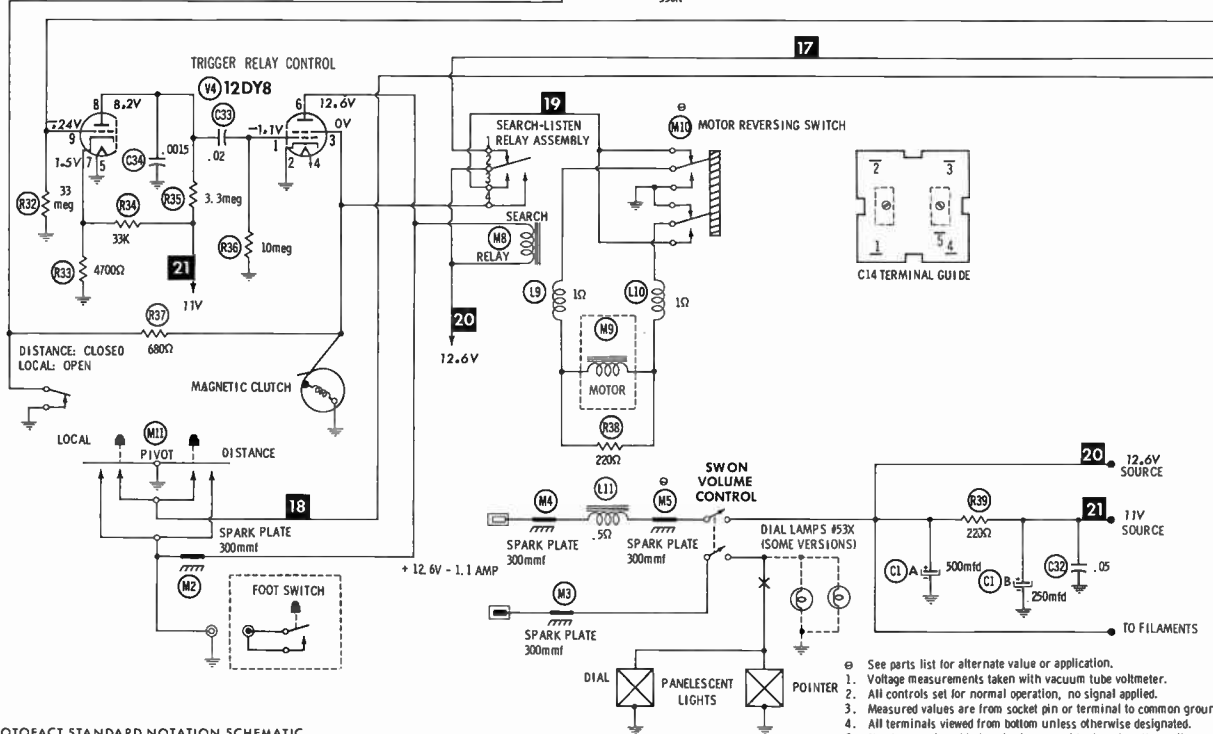 17
TRIGGER RELAY CONTROL
V4 12DY8
8 8.2V
6 12.6V
C33
-.24V
9
-1.1V
1
0V
3
.02
1.5V 7 5
C34 .0015
2 4
R32 33 meg
R34
33K
R35 3.3meg
R33 4700Ω
R36 10meg
21
11V
R37
680Ω
DISTANCE: CLOSED
LOCAL: OPEN
MAGNETIC CLUTCH
19
SEARCH-LISTEN
RELAY ASSEMBLY
1
2
3
4
⊖
M10 MOTOR REVERSING SWITCH
SEARCH
M8
RELAY
20
12.6V
L9 1Ω
L10 1Ω
M9
MOTOR
R38
220Ω
2 3
1 5 4
C14 TERMINAL GUIDE
LOCAL
M11
PIVOT
DISTANCE
18
SPARK PLATE
300mmf
M2
FOOT SWITCH
+ 12.6V - 1.1 AMP
M4
SPARK PLATE
300mmf
L11
.5Ω
⊖
M5
SPARK PLATE
300mmf
SW ON
VOLUME
CONTROL
M3
SPARK PLATE
300mmf
DIAL LAMPS #53X
(SOME VERSIONS)
DIAL
PANELESCENT
LIGHTS
POINTER
20 12.6V
SOURCE
R39
220Ω
21 11V
SOURCE
C1 A 500mfd
C1 B 250mfd
C32 .05
TO FILAMENTS
⊖ See parts list for alternate value or application.
1. Voltage measurements taken with vacuum tube voltmeter.
2. All controls set for normal operation, no signal applied.
3. Measured values are from socket pin or terminal to common groun
4. All terminals viewed from bottom unless otherwise designated.
OTOFACT STANDARD NOTATION SCHEMATIC